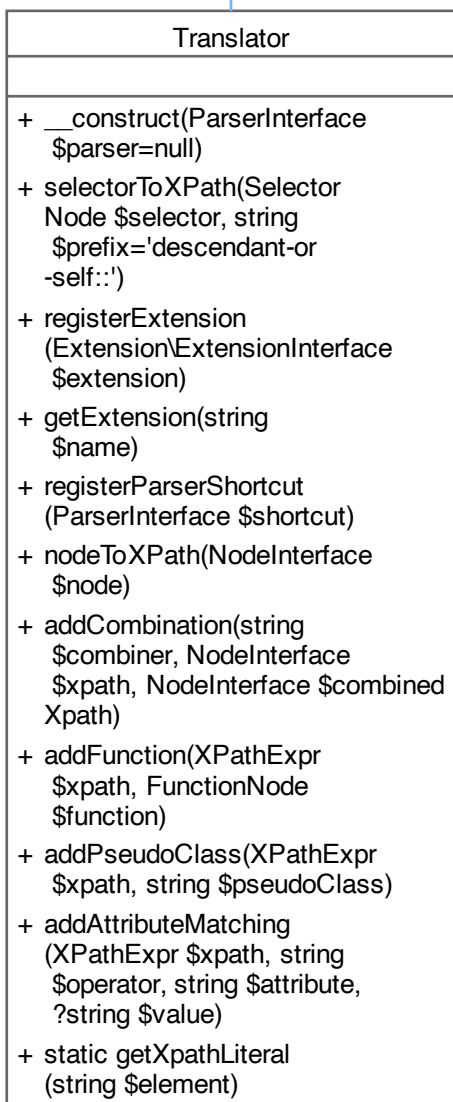 Translator
+ __construct(ParserInterface
$parser=null)
+ selectorToXPath(Selector
Node $selector, string
$prefix='descendant-or
-self::')
+ registerExtension
(Extension\ExtensionInterface
$extension)
+ getExtension(string
$name)
+ registerParserShortcut
(ParserInterface $shortcut)
+ nodeToXPath(NodeInterface
$node)
+ addCombination(string
$combiner, NodeInterface
$xpath, NodeInterface $combined
Xpath)
+ addFunction(XPathExpr
$xpath, FunctionNode
$function)
+ addPseudoClass(XPathExpr
$xpath, string $pseudoClass)
+ addAttributeMatching
(XPathExpr $xpath, string
$operator, string $attribute,
?string $value)
+ static getXpathLiteral
(string $element)